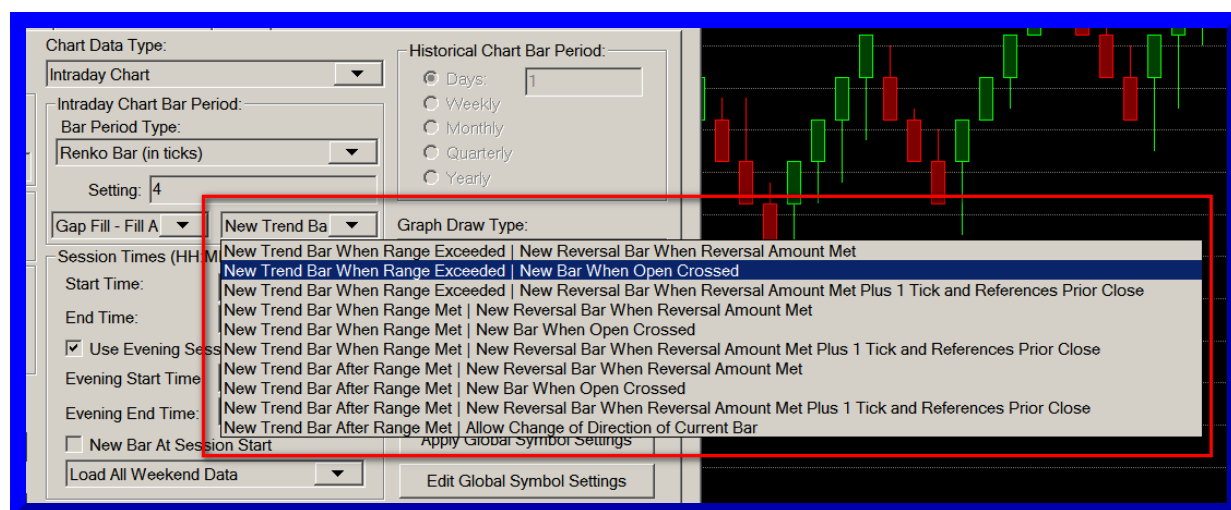 Chart Data Type:
Intraday Chart
Intraday Chart Bar Period:
Bar Period Type:
Renko Bar (in ticks)
Setting: 4
Gap Fill - Fill A
New Trend Ba
Historical Chart Bar Period:
Days: 1
Weekly
Monthly
Quarterly
Yearly
Graph Draw Type:
New Trend Bar When Range Exceeded | New Reversal Bar When Reversal Amount Met
New Trend Bar When Range Exceeded | New Bar When Open Crossed
New Trend Bar When Range Exceeded | New Reversal Bar When Reversal Amount Met Plus 1 Tick and References Prior Close
New Trend Bar When Range Met | New Reversal Bar When Reversal Amount Met
New Trend Bar When Range Met | New Bar When Open Crossed
New Trend Bar When Range Met | New Reversal Bar When Reversal Amount Met Plus 1 Tick and References Prior Close
New Trend Bar After Range Met | New Reversal Bar When Reversal Amount Met
New Trend Bar After Range Met | New Bar When Open Crossed
New Trend Bar After Range Met | New Reversal Bar When Reversal Amount Met Plus 1 Tick and References Prior Close
New Trend Bar After Range Met | Allow Change of Direction of Current Bar
Session Times (HH:M
Start Time:
End Time:
Use Evening Sess
Evening Start Time
Evening End Time:
New Bar At Session Start
Load All Weekend Data
Apply Global Symbol Settings
Edit Global Symbol Settings